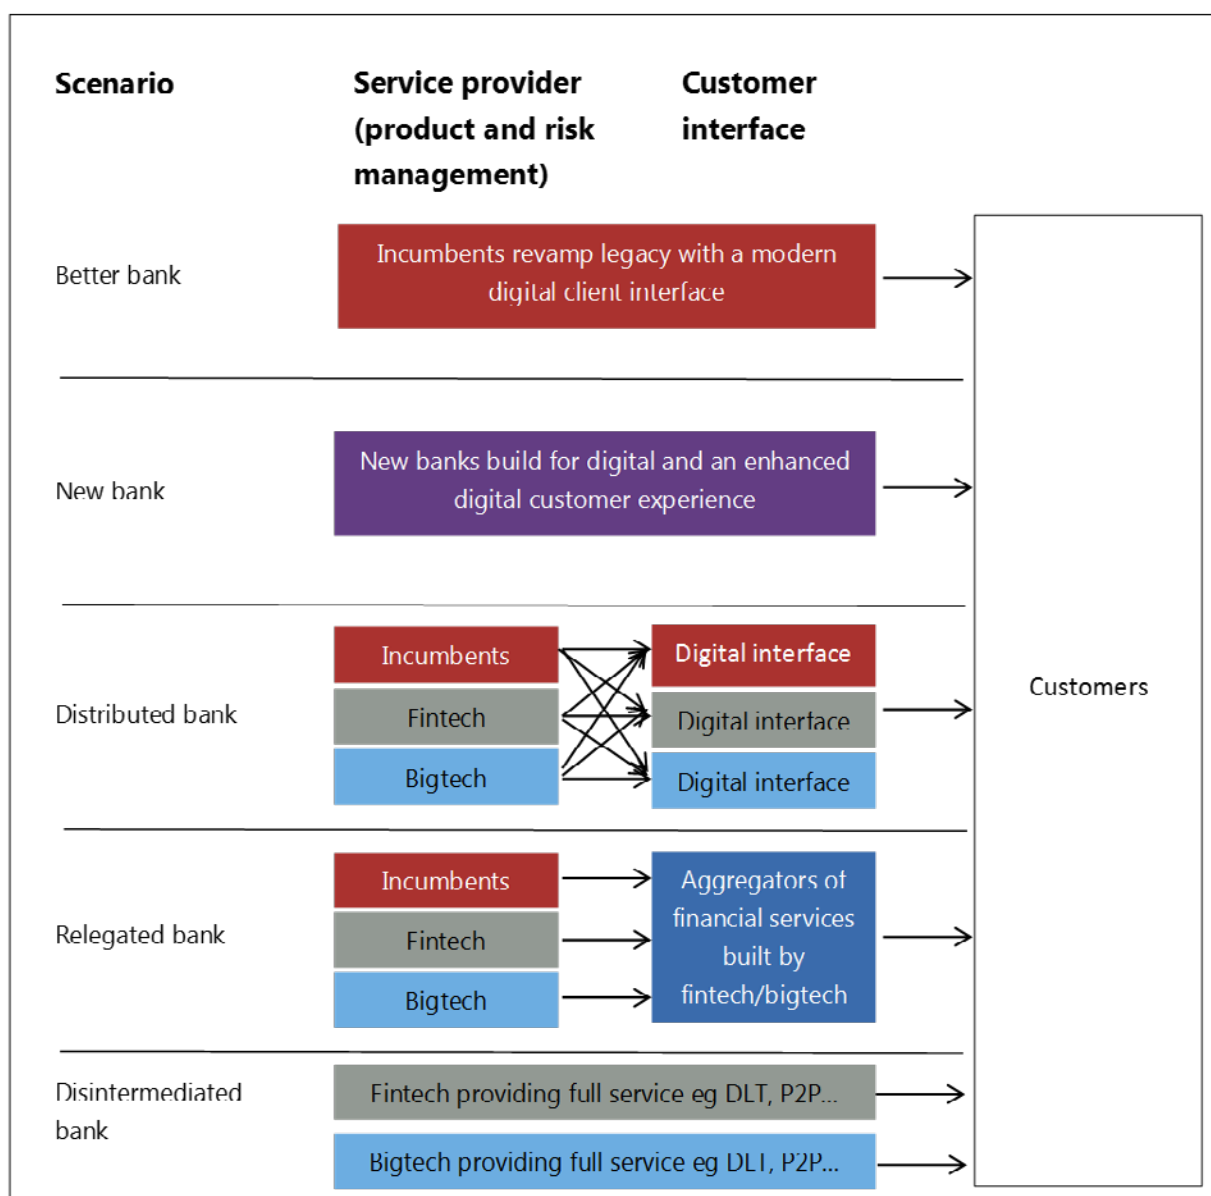 Scenario
Service provider
(product and risk
management)
Customer
interface
Better bank
Incumbents revamp legacy with a modern
digital client interface
New bank
New banks build for digital and an enhanced
digital customer experience
Distributed bank
Incumbents
Fintech
Bigtech
Digital interface
Digital interface
Digital interface
Customers
Relegated bank
Incumbents
Fintech
Bigtech
Aggregators of
financial services
built by
fintech/bigtech
Disintermediated
bank
Fintech providing full service eg DLT, P2P...
Bigtech providing full service eg DLT, P2P...